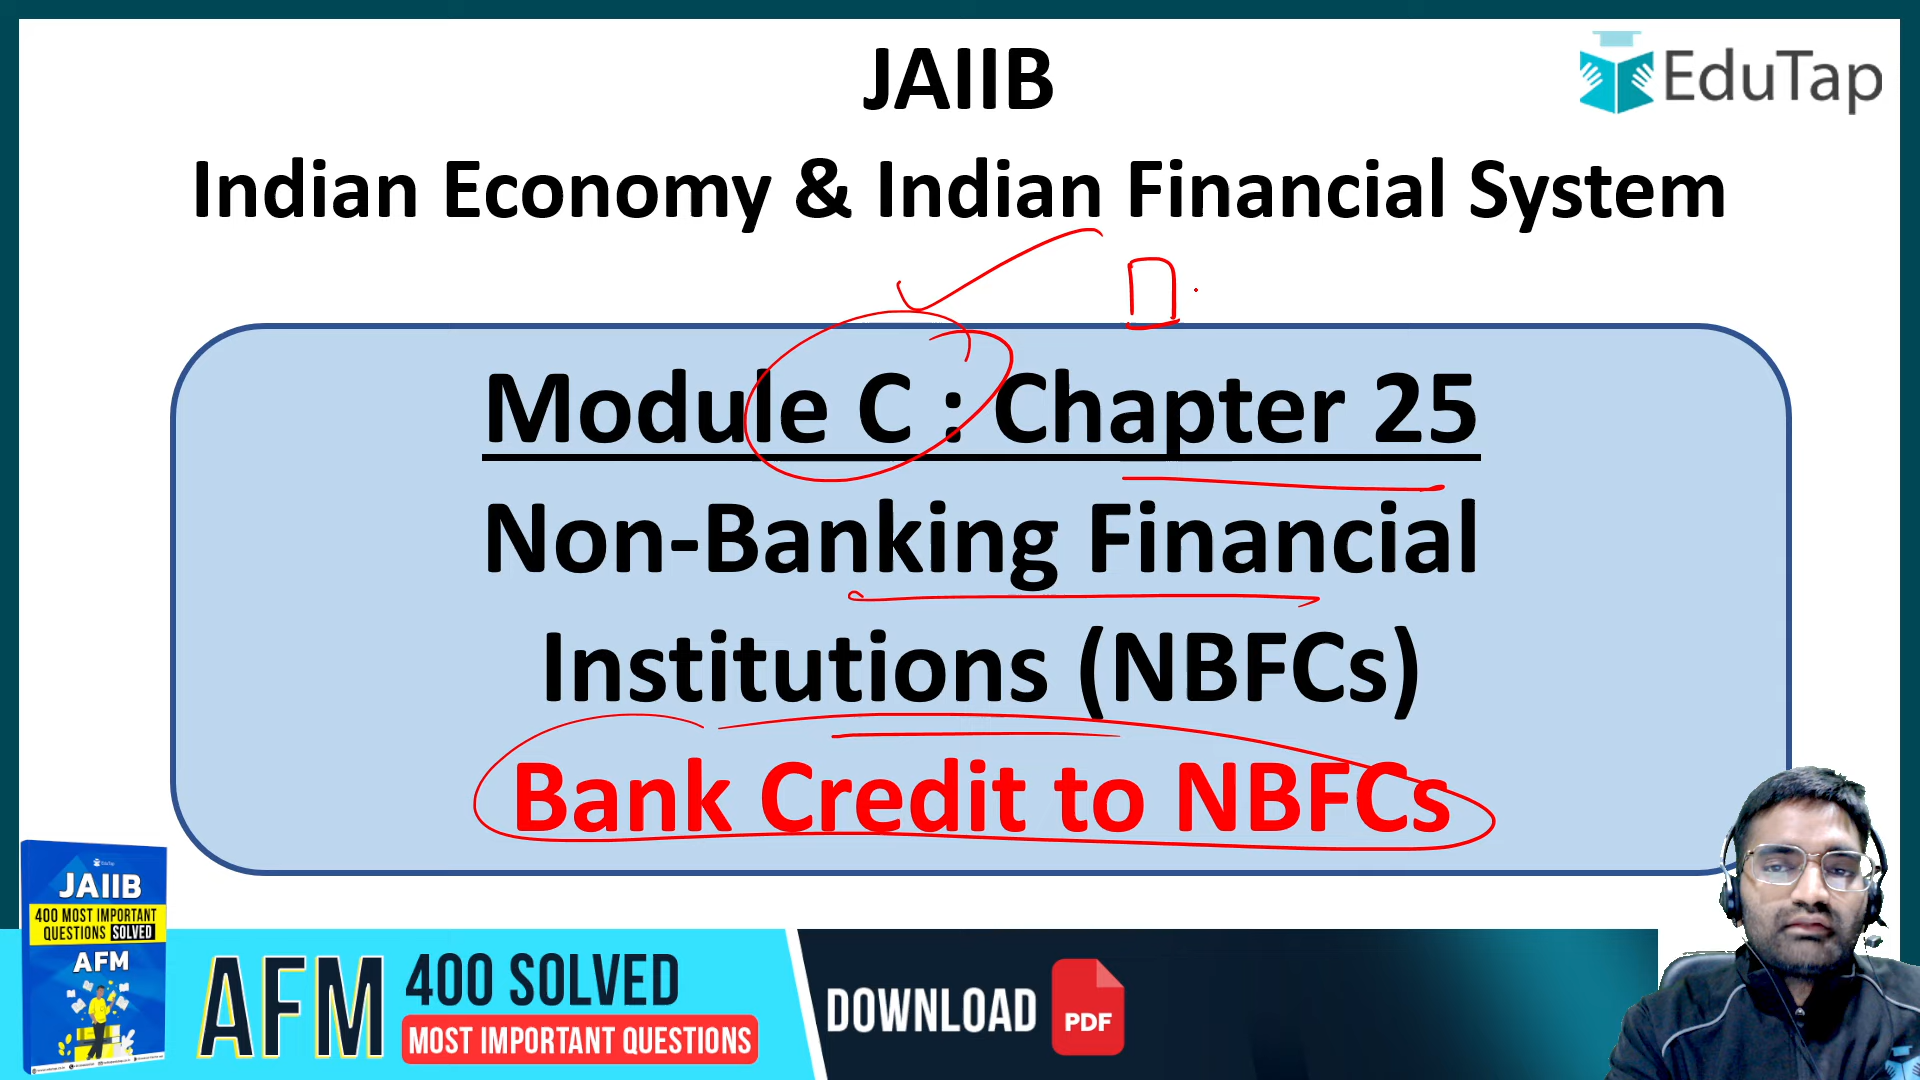 JAIIB
EduTap
Indian Economy & Indian Financial System
Module C : Chapter 25
Non-Banking Financial
Institutions (NBFCs)
Bank Credit to NBFCs
EduTap
JAIIB
400 MOST IMPORTANT
QUESTIONS SOLVED
AFM
AFM
400 SOLVED
MOST IMPORTANT QUESTIONS
DOWNLOAD
PDF